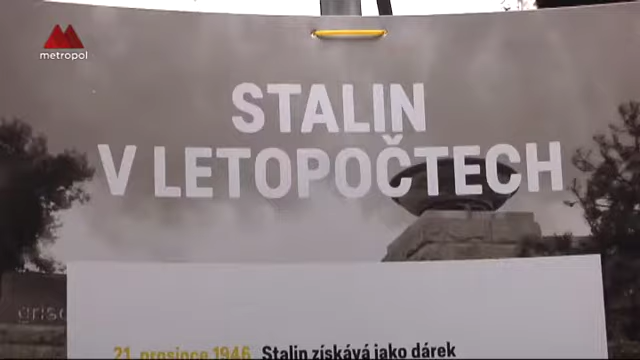 metropol
STALIN
V LETOPOČTECH
21. prosince 1946 Stalin získává jako dárek